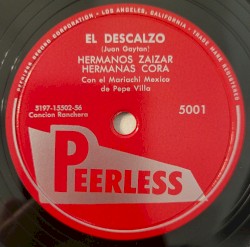 RECORD CORPORATION • LOS ANGELES, CALIFORNIA • TRADE MARK REGISTERED
EL DESCALZO
(Juan Gaytan)
HERMANOS ZAIZAR
HERMANAS CORA
Con el Mariachi Mexico
de Pepe Villa
5197-15502-56
Cancion Ranchera
5001
PEERLESS